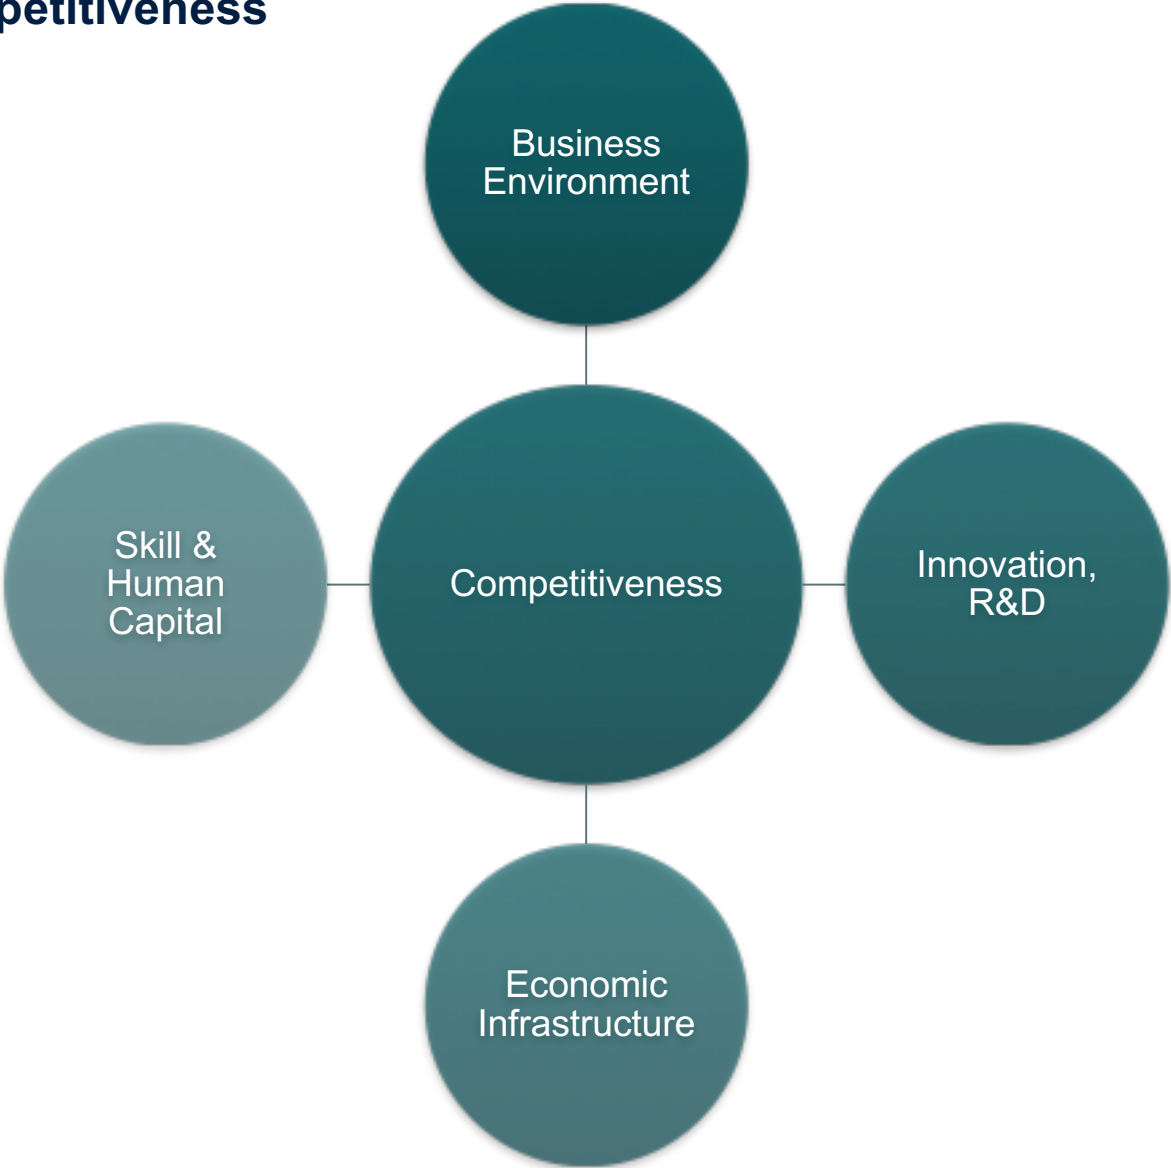 petitiveness
Business
Environment
Skill &
Human
Capital
Competitiveness
Innovation,
R&D
Economic
Infrastructure